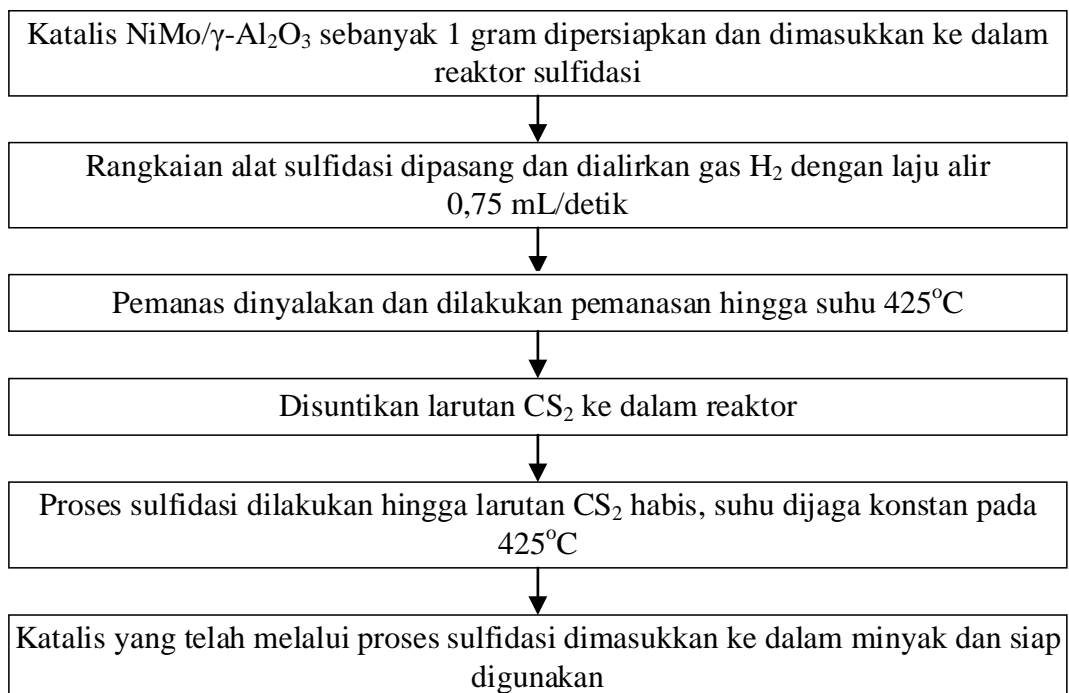 Katalis NiMo/γ-Al₂O₃ sebanyak 1 gram dipersiapkan dan dimasukkan ke dalam
reaktor sulfidasi
Rangkaian alat sulfidasi dipasang dan dialirkan gas H₂ dengan laju alir
0,75 mL/detik
Pemanas dinyalakan dan dilakukan pemanasan hingga suhu 425°C
Disuntikan larutan CS₂ ke dalam reaktor
Proses sulfidasi dilakukan hingga larutan CS₂ habis, suhu dijaga konstan pada
425°C
Katalis yang telah melalui proses sulfidasi dimasukkan ke dalam minyak dan siap
digunakan